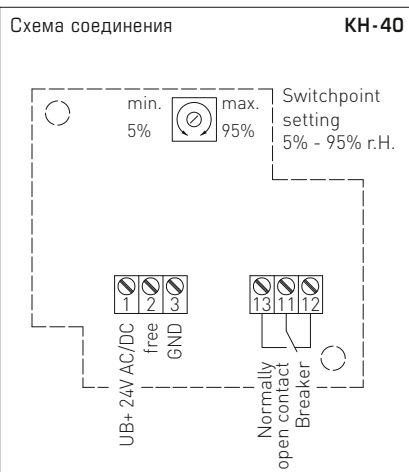 Схема соединения KH-40
min. max.
5% 95%
Switchpoint
setting
5% - 95% r.H.
1 2 3
13 11 12
UB+ 24V AC/DC
free
GND
Normally
open contact
Breaker